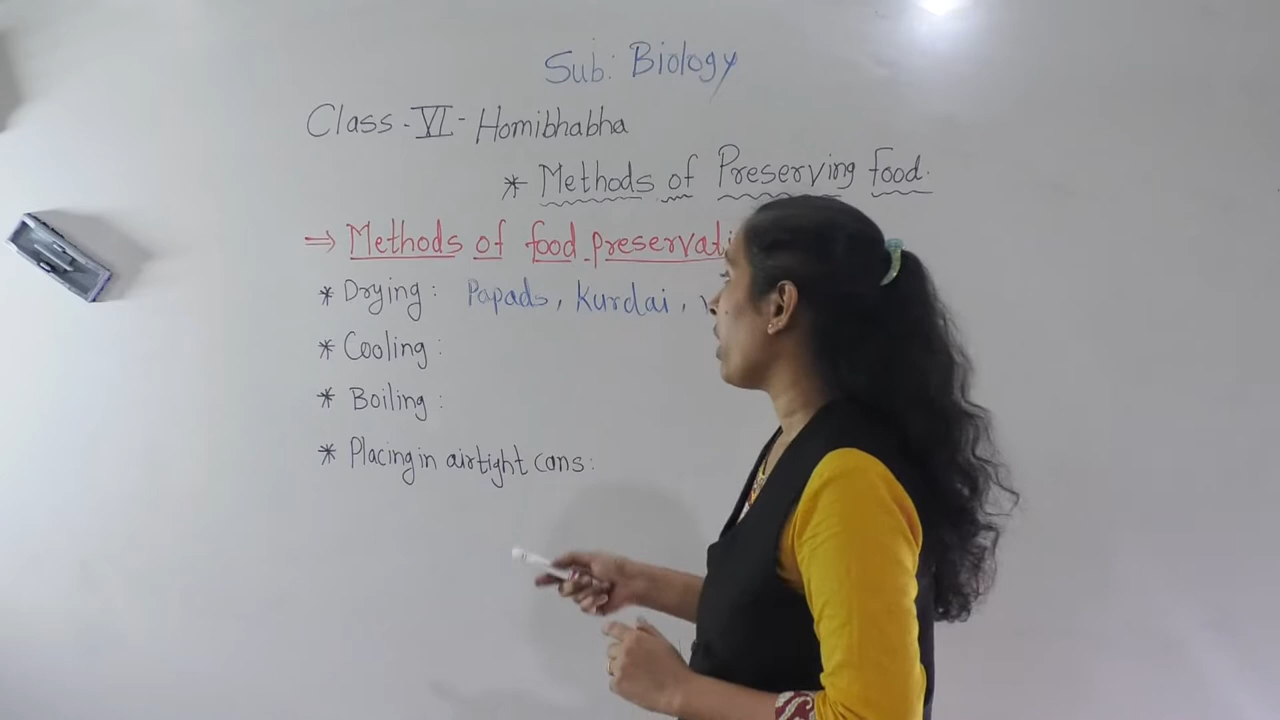 Sub: Biology
Class - VI - Homibhabha
* Methods of Preserving food.
⇒ Methods of food preservati
* Drying: Papads, Kurdai,
* Cooling:
* Boiling:
* Placing in airtight cans: